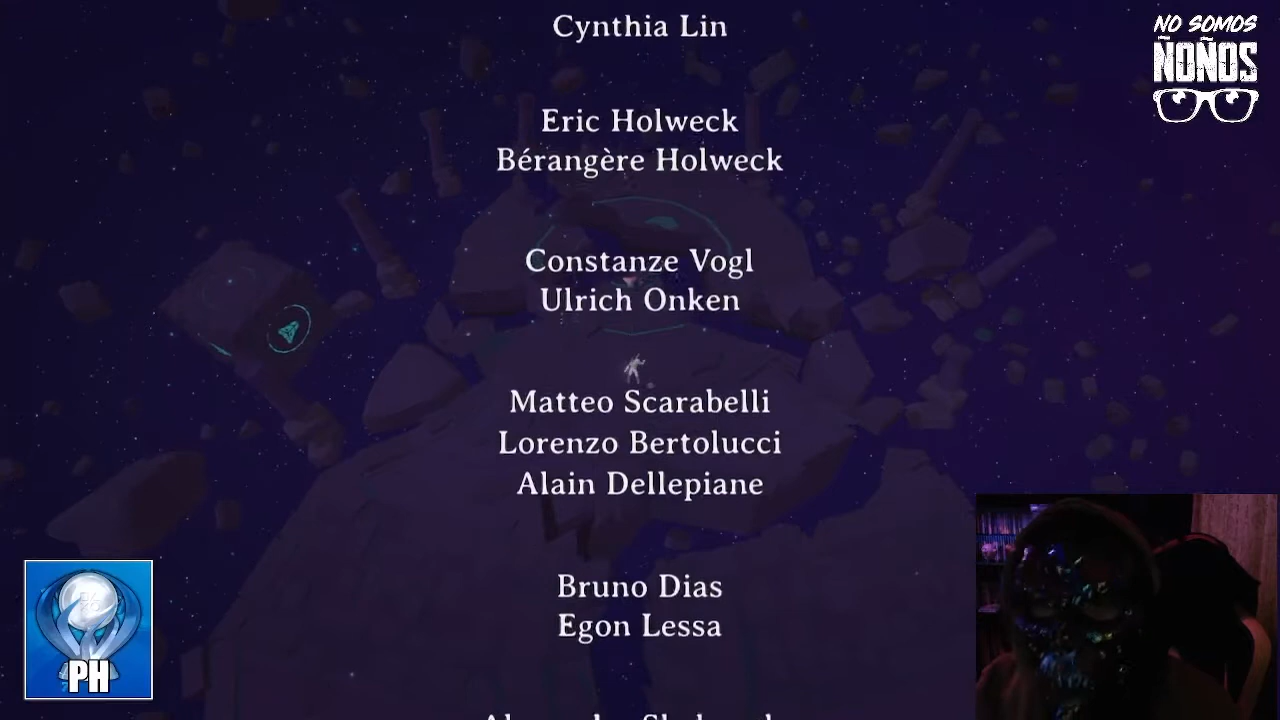 Cynthia Lin
NO SOMOS
ÑOÑOS
Eric Holweck
Bérangère Holweck
Constanze Vogl
Ulrich Onken
Matteo Scarabelli
Lorenzo Bertolucci
Alain Dellepiane
Bruno Dias
Egon Lessa
PH